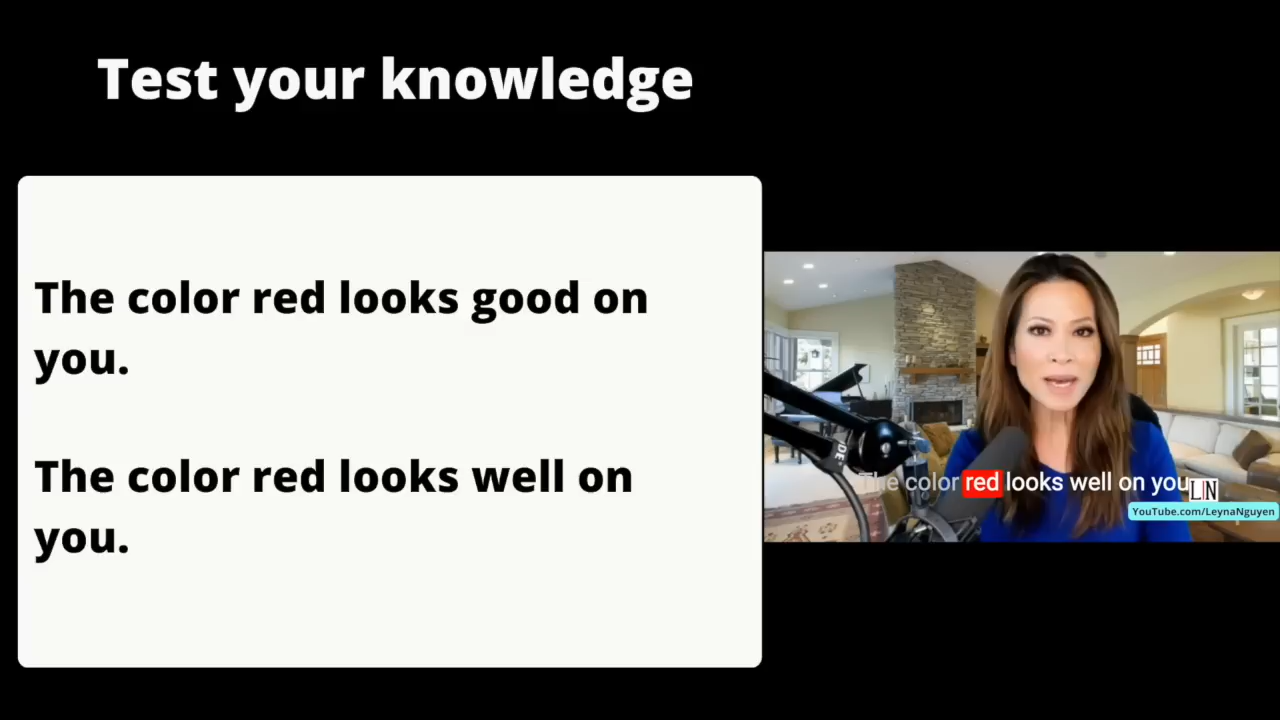 Test your knowledge
The color red looks good on
you.
The color red looks well on
you.
The color red looks well on you
LN
YouTube.com/LeynaNguyen